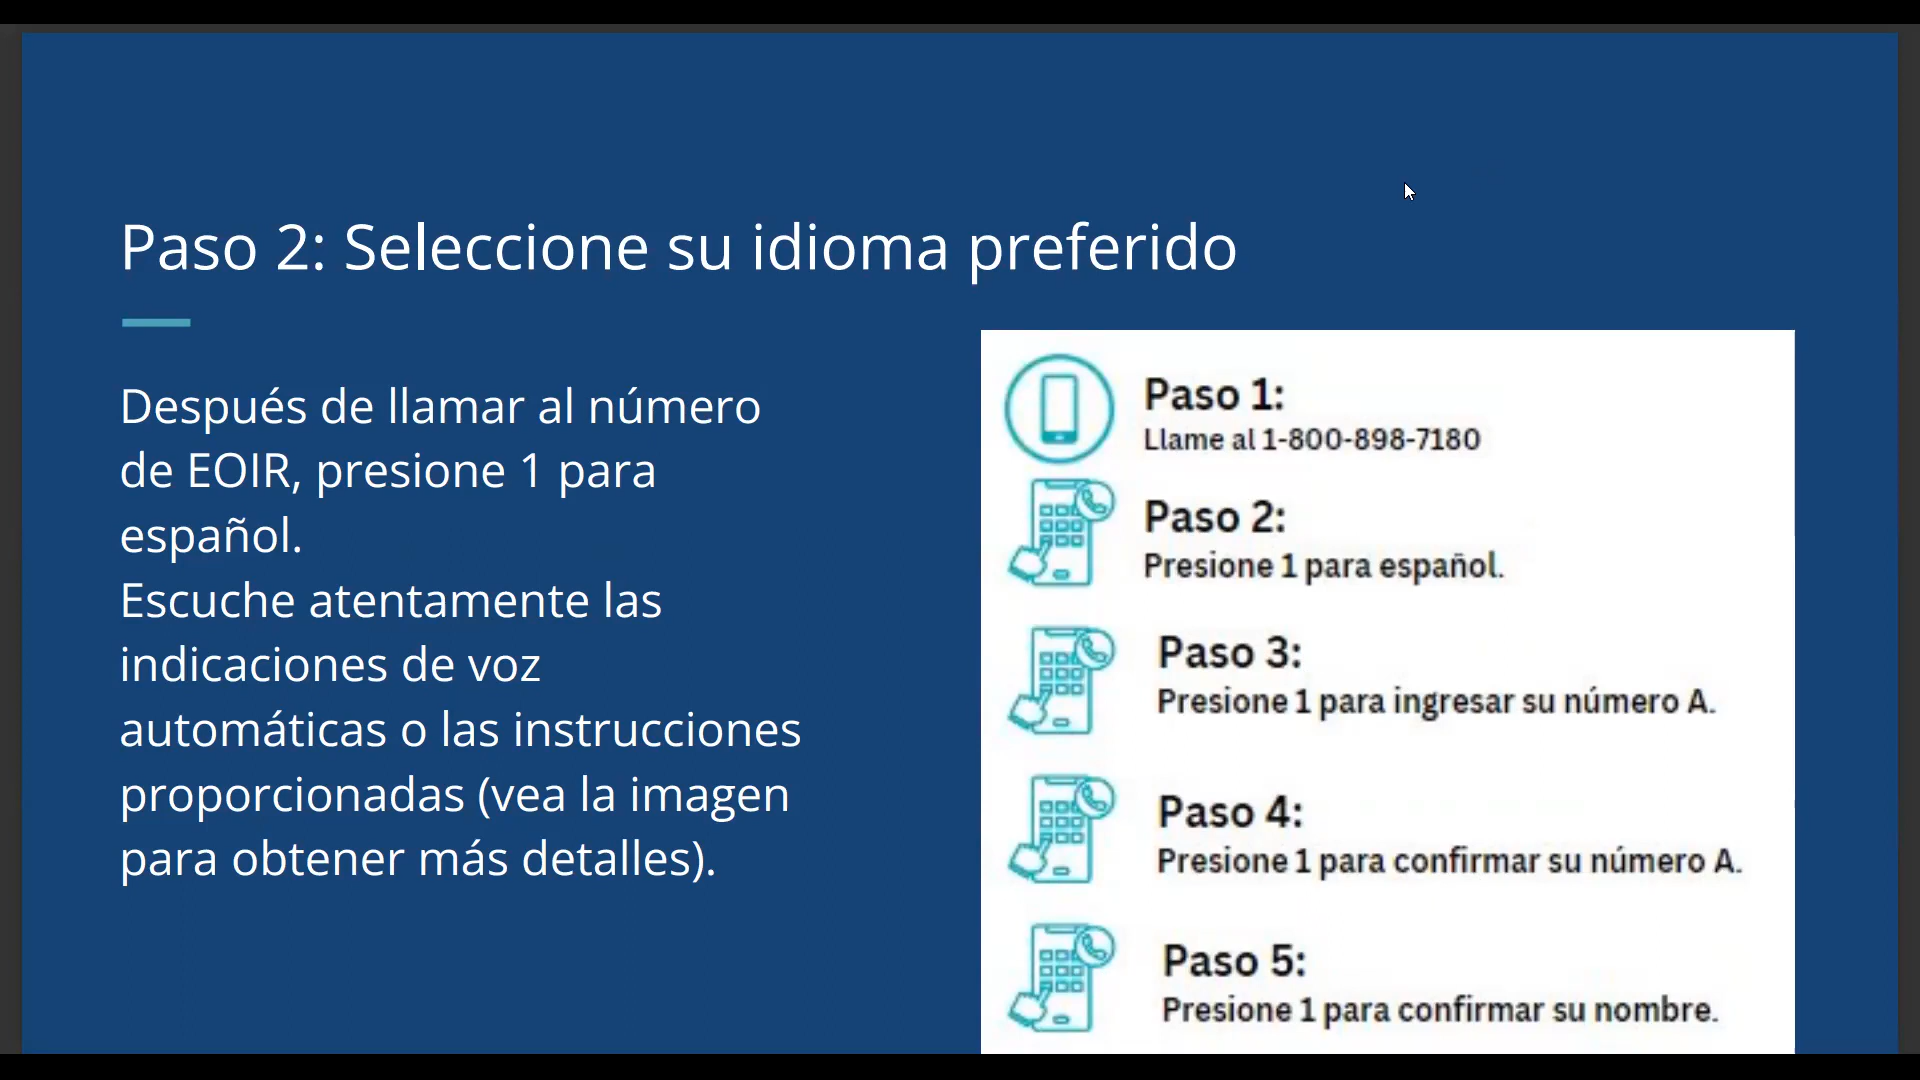 Paso 2: Seleccione su idioma preferido
Después de llamar al número
de EOIR, presione 1 para
español.
Escuche atentamente las
indicaciones de voz
automáticas o las instrucciones
proporcionadas (vea la imagen
para obtener más detalles).
Paso 1:
Llame al 1-800-898-7180
Paso 2:
Presione 1 para español.
Paso 3:
Presione 1 para ingresar su número A.
Paso 4:
Presione 1 para confirmar su número A.
Paso 5:
Presione 1 para confirmar su nombre.